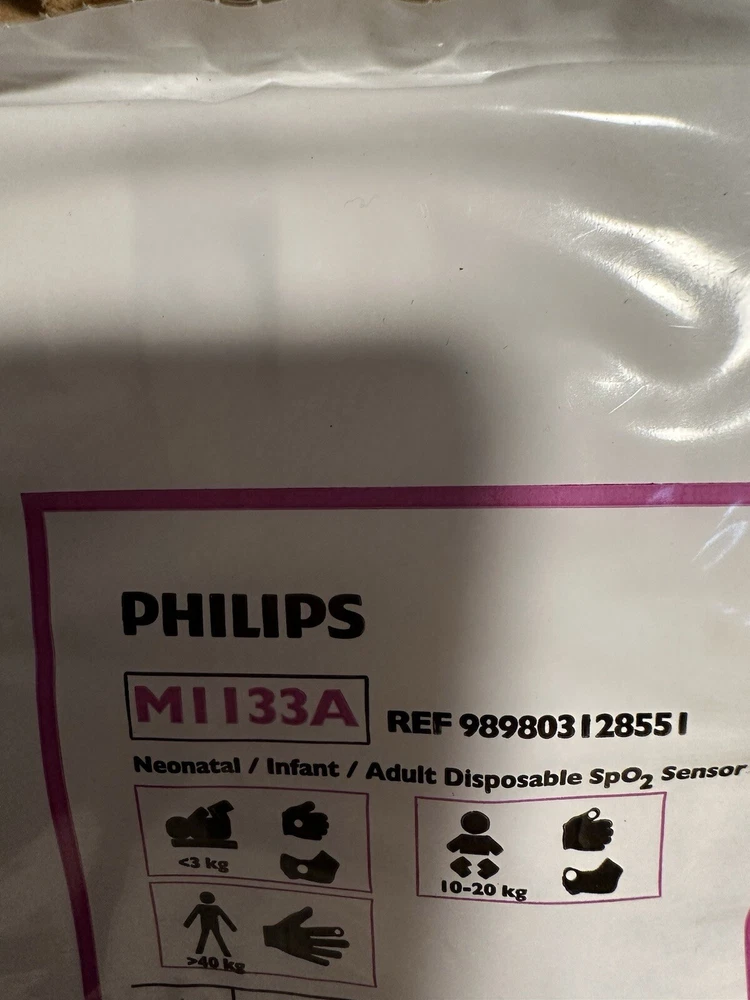 PHILIPS
M1133A REF 989803128551
Neonatal / Infant / Adult Disposable SpO₂ Sensor
<3 kg
10-20 kg
>40 kg